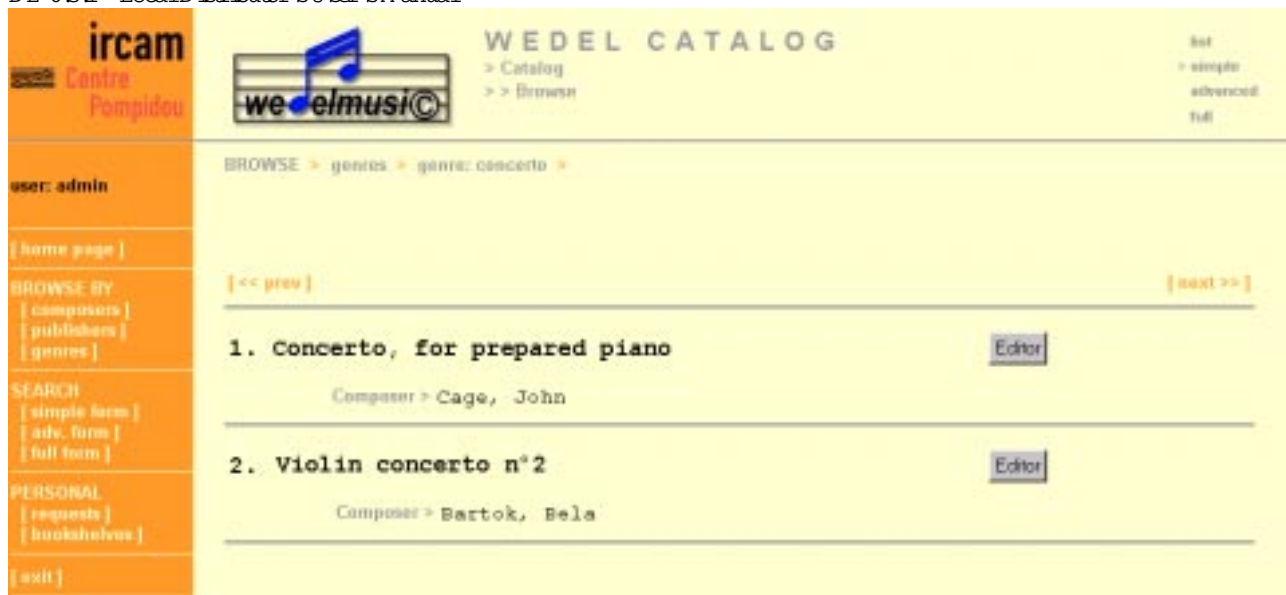 ircam
Centre
Pompidou
wedelmusi©
WEDEL CATALOG
> Catalog
> > Browse
list
> simple
advanced
full
user: admin
[ home page ]
BROWSE BY
[ composers ]
[ publishers ]
[ genres ]
SEARCH
[ simple form ]
[ adv. form ]
[ full form ]
PERSONAL
[ requests ]
[ bookshelves ]
[ exit ]
BROWSE > genres > genre: concerto >
[ << prev ]
[ next >> ]
1. Concerto, for prepared piano
Editor
Composer > Cage, John
2. Violin concerto n°2
Editor
Composer > Bartok, Bela